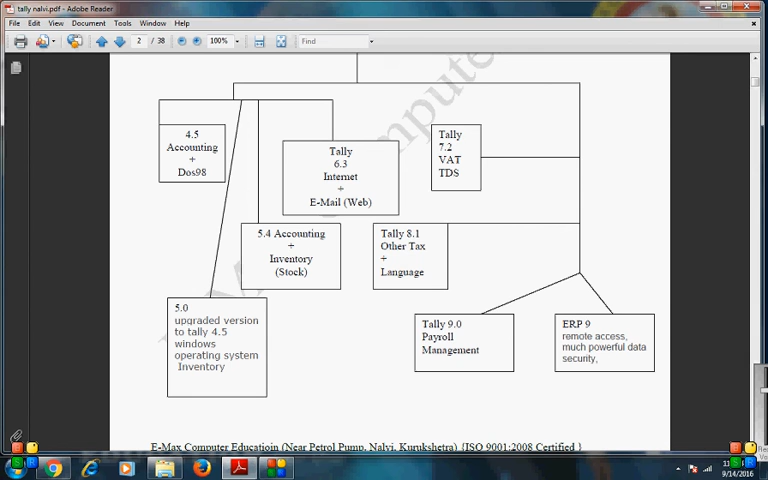 tally nalvi.pdf - Adobe Reader
File Edit View Document Tools Window Help
2 / 38 100% Find
4.5
Accounting
+
Dos98
Tally
6.3
Internet
+
E-Mail (Web)
Tally
7.2
VAT
TDS
5.4 Accounting
+
Inventory
(Stock)
Tally 8.1
Other Tax
+
Language
5.0
upgraded version
to tally 4.5
windows
operating system
Inventory
Tally 9.0
Payroll
Management
ERP 9
remote access,
much powerful data
security,
E-Max Computer Educatioin (Near Petrol Pump, Nalvi, Kurukshetra) {ISO 9001:2008 Certified }
9/14/2016